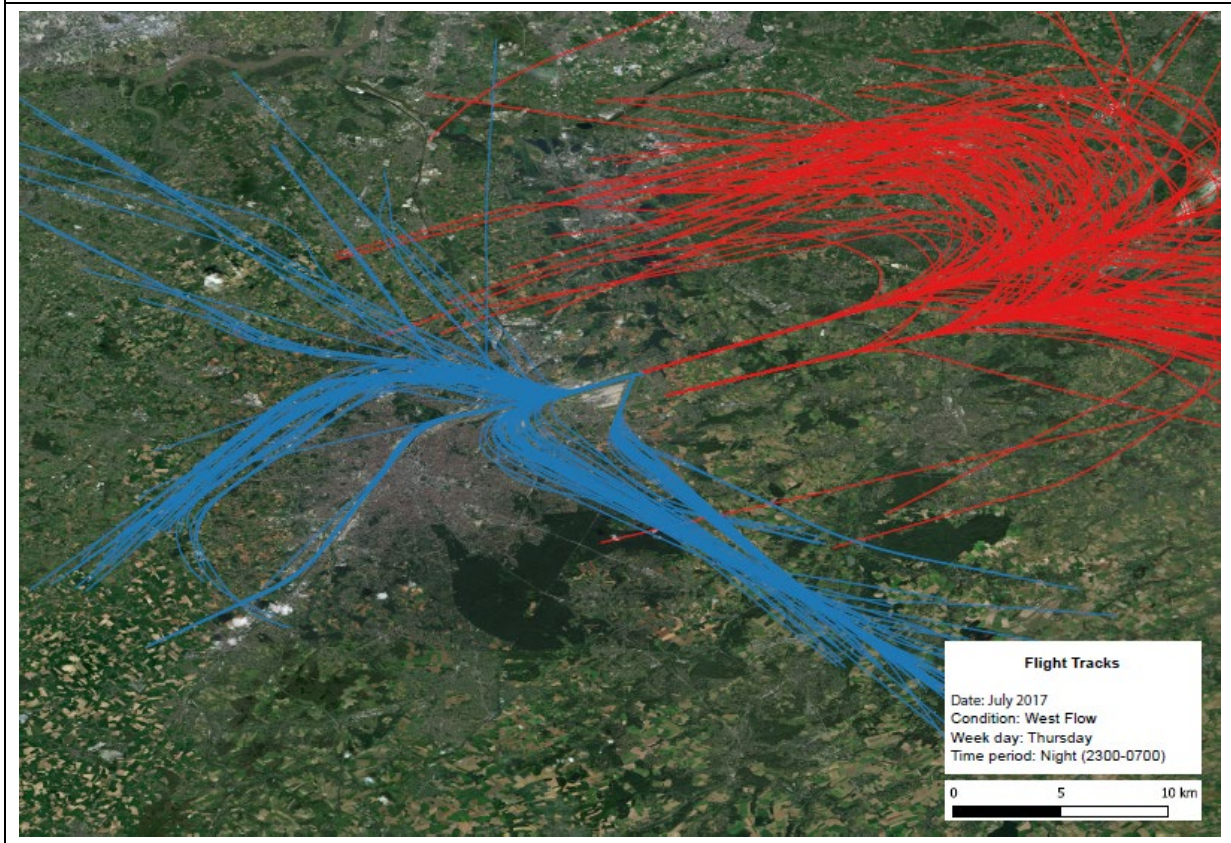 Flight Tracks
Date: July 2017
Condition: West Flow
Week day: Thursday
Time period: Night (2300-0700)
0 5 10 km